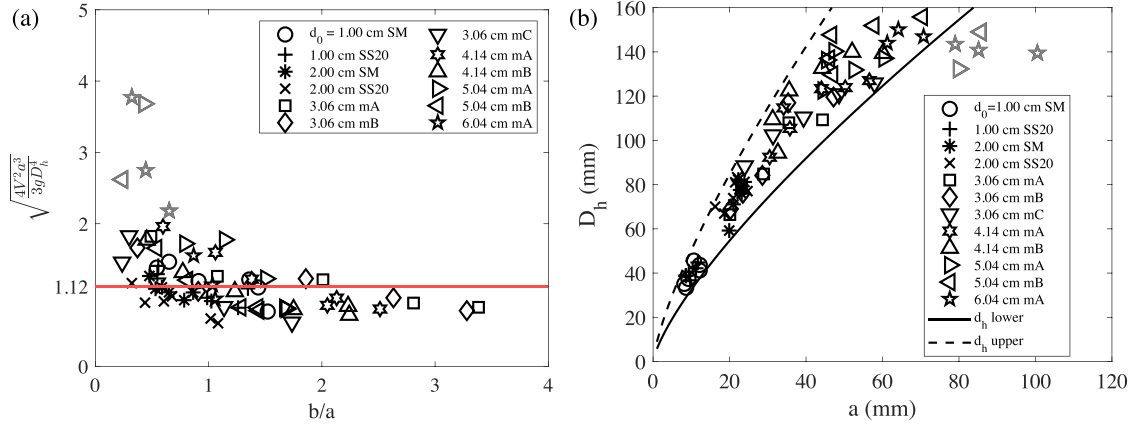 (a)
5
4
3
2
1.12
0
0
1
2
3
4
√(4V²a³/3gD_h⁴)
b/a
d₀ = 1.00 cm SM
1.00 cm SS20
2.00 cm SM
2.00 cm SS20
3.06 cm mA
3.06 cm mB
3.06 cm mC
4.14 cm mA
4.14 cm mB
5.04 cm mA
5.04 cm mB
6.04 cm mA
(b)
160
140
120
100
80
60
40
20
0
0
20
40
60
80
100
120
D_h (mm)
a (mm)
d₀=1.00 cm SM
1.00 cm SS20
2.00 cm SM
2.00 cm SS20
3.06 cm mA
3.06 cm mB
3.06 cm mC
4.14 cm mA
4.14 cm mB
5.04 cm mA
5.04 cm mB
6.04 cm mA
d_h lower
d_h upper